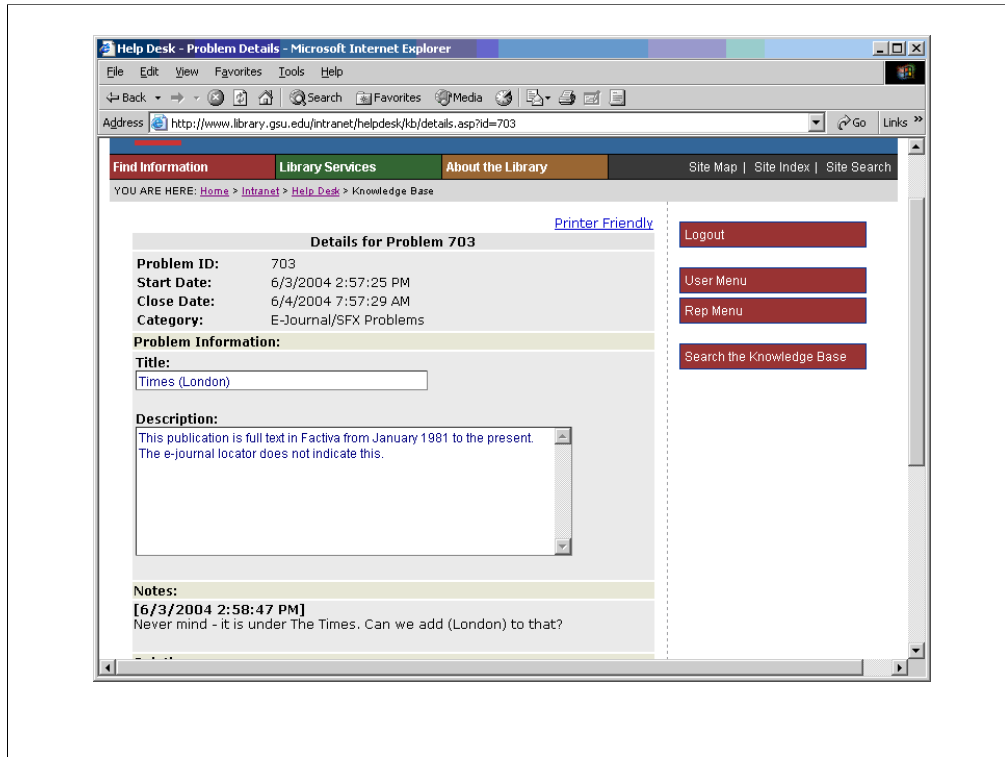 Help Desk - Problem Details - Microsoft Internet Explorer
File Edit View Favorites Tools Help
Back Search Favorites Media
Address http://www.library.gsu.edu/intranet/helpdesk/kb/details.asp?id=703 Go Links »
Find Information Library Services About the Library Site Map | Site Index | Site Search
YOU ARE HERE: Home > Intranet > Help Desk > Knowledge Base
Printer Friendly
Logout
Details for Problem 703
Problem ID: 703
Start Date: 6/3/2004 2:57:25 PM
User Menu
Close Date: 6/4/2004 7:57:29 AM
Rep Menu
Category: E-Journal/SFX Problems
Problem Information:
Search the Knowledge Base
Title:
Times (London)
Description:
This publication is full text in Factiva from January 1981 to the present.
The e-journal locator does not indicate this.
Notes:
[6/3/2004 2:58:47 PM]
Never mind - it is under The Times. Can we add (London) to that?